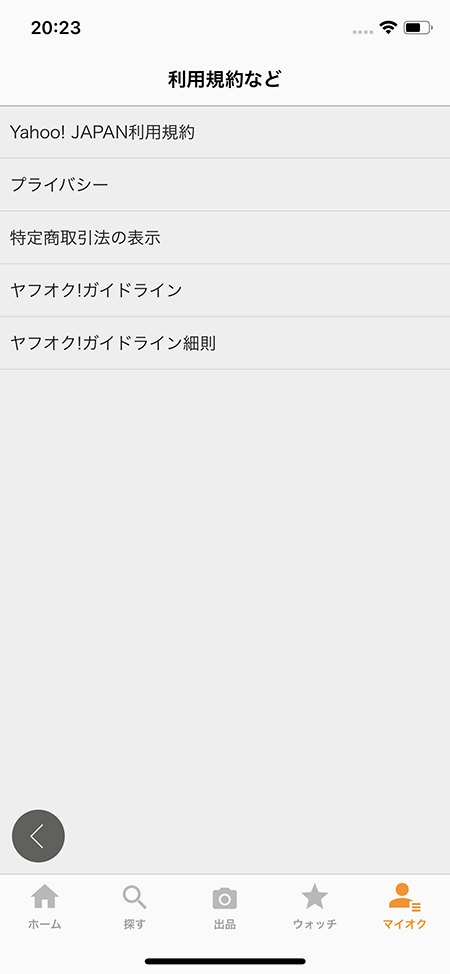 20:23
利用規約など
Yahoo! JAPAN利用規約
プライバシー
特定商取引法の表示
ヤフオク!ガイドライン
ヤフオク!ガイドライン細則
ホーム
探す
出品
ウォッチ
マイオク